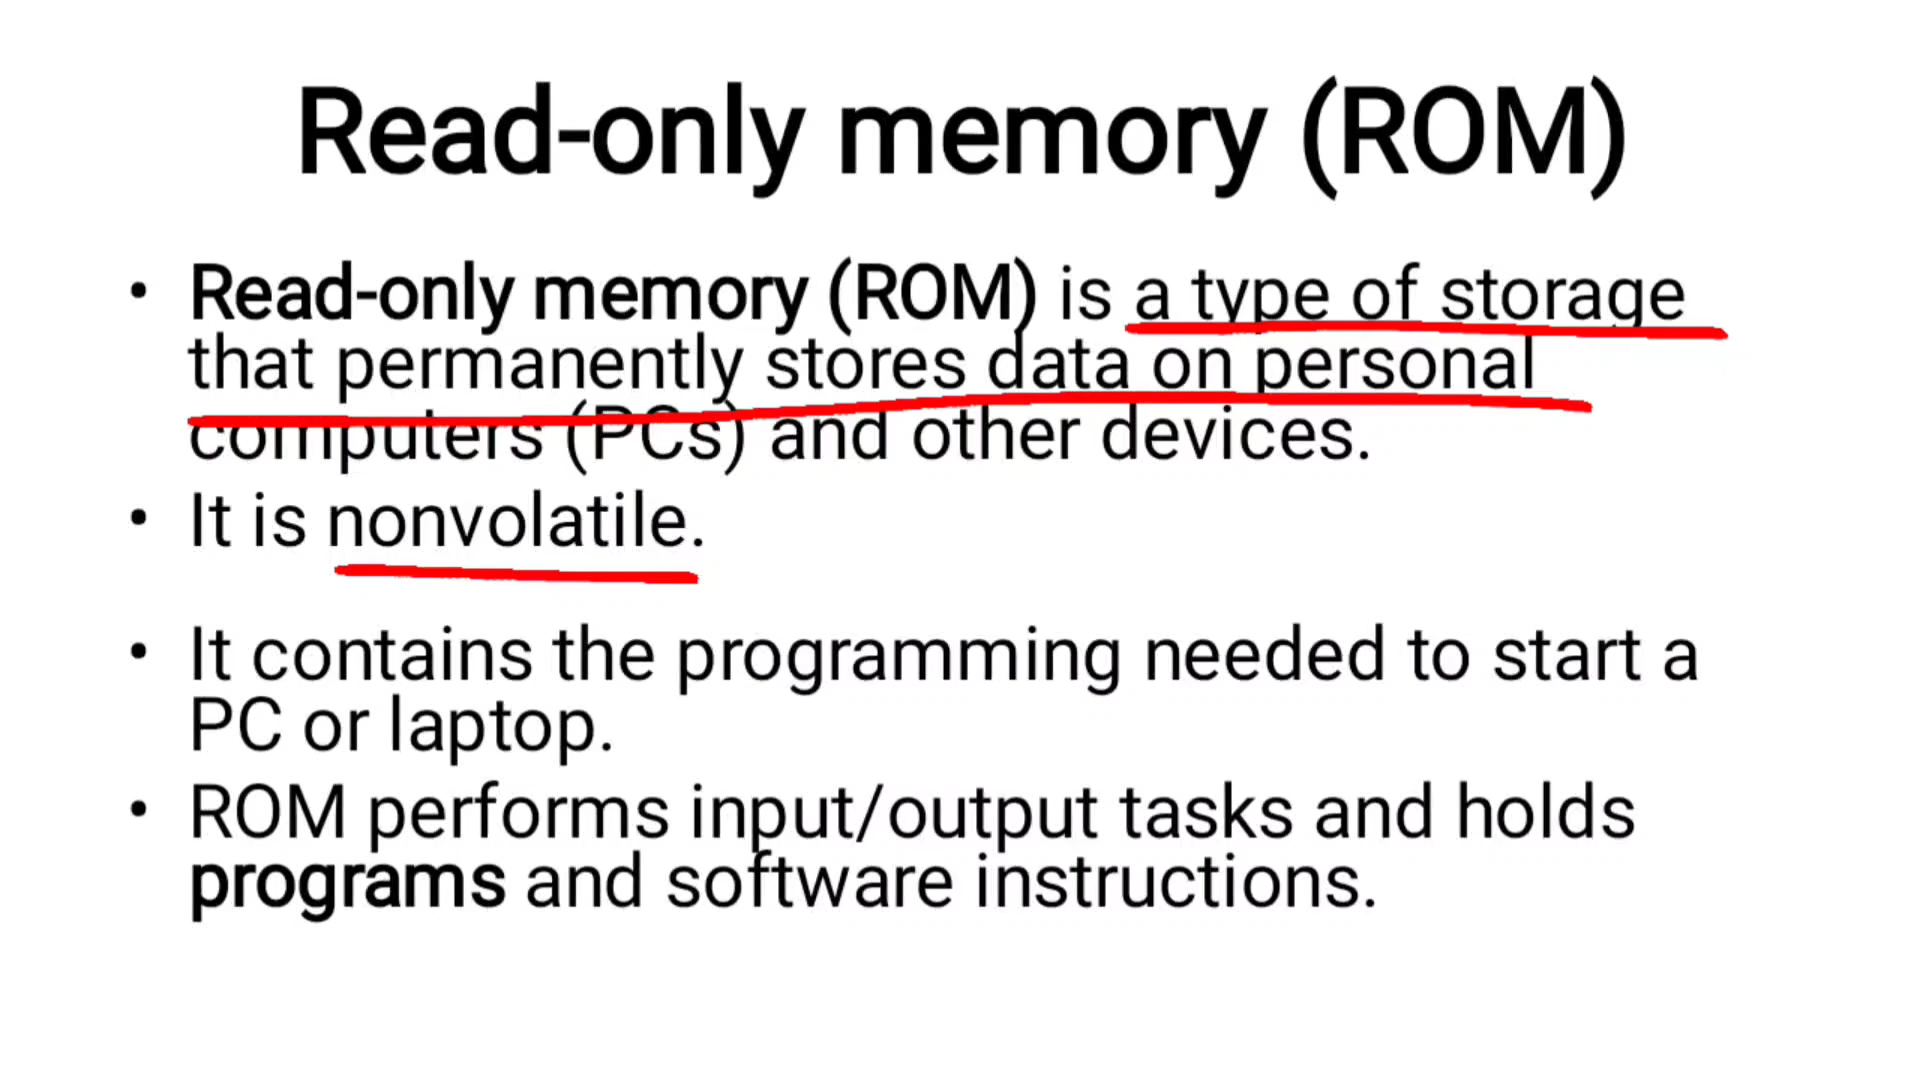 Read-only memory (ROM)
• Read-only memory (ROM) is a type of storage
that permanently stores data on personal
computers (PCs) and other devices.
• It is nonvolatile.
• It contains the programming needed to start a
PC or laptop.
• ROM performs input/output tasks and holds
programs and software instructions.